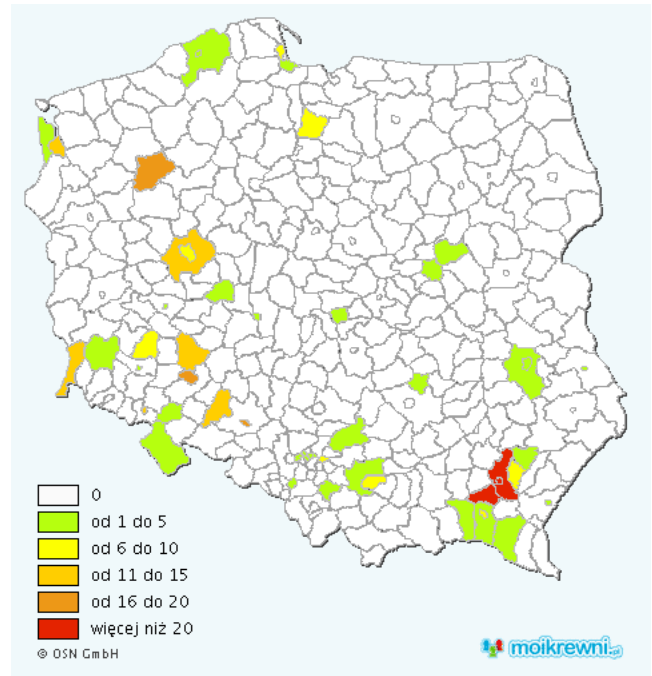 0
od 1 do 5
od 6 do 10
od 11 do 15
od 16 do 20
więcej niż 20
© OSN GmbH
moikrewni.pl